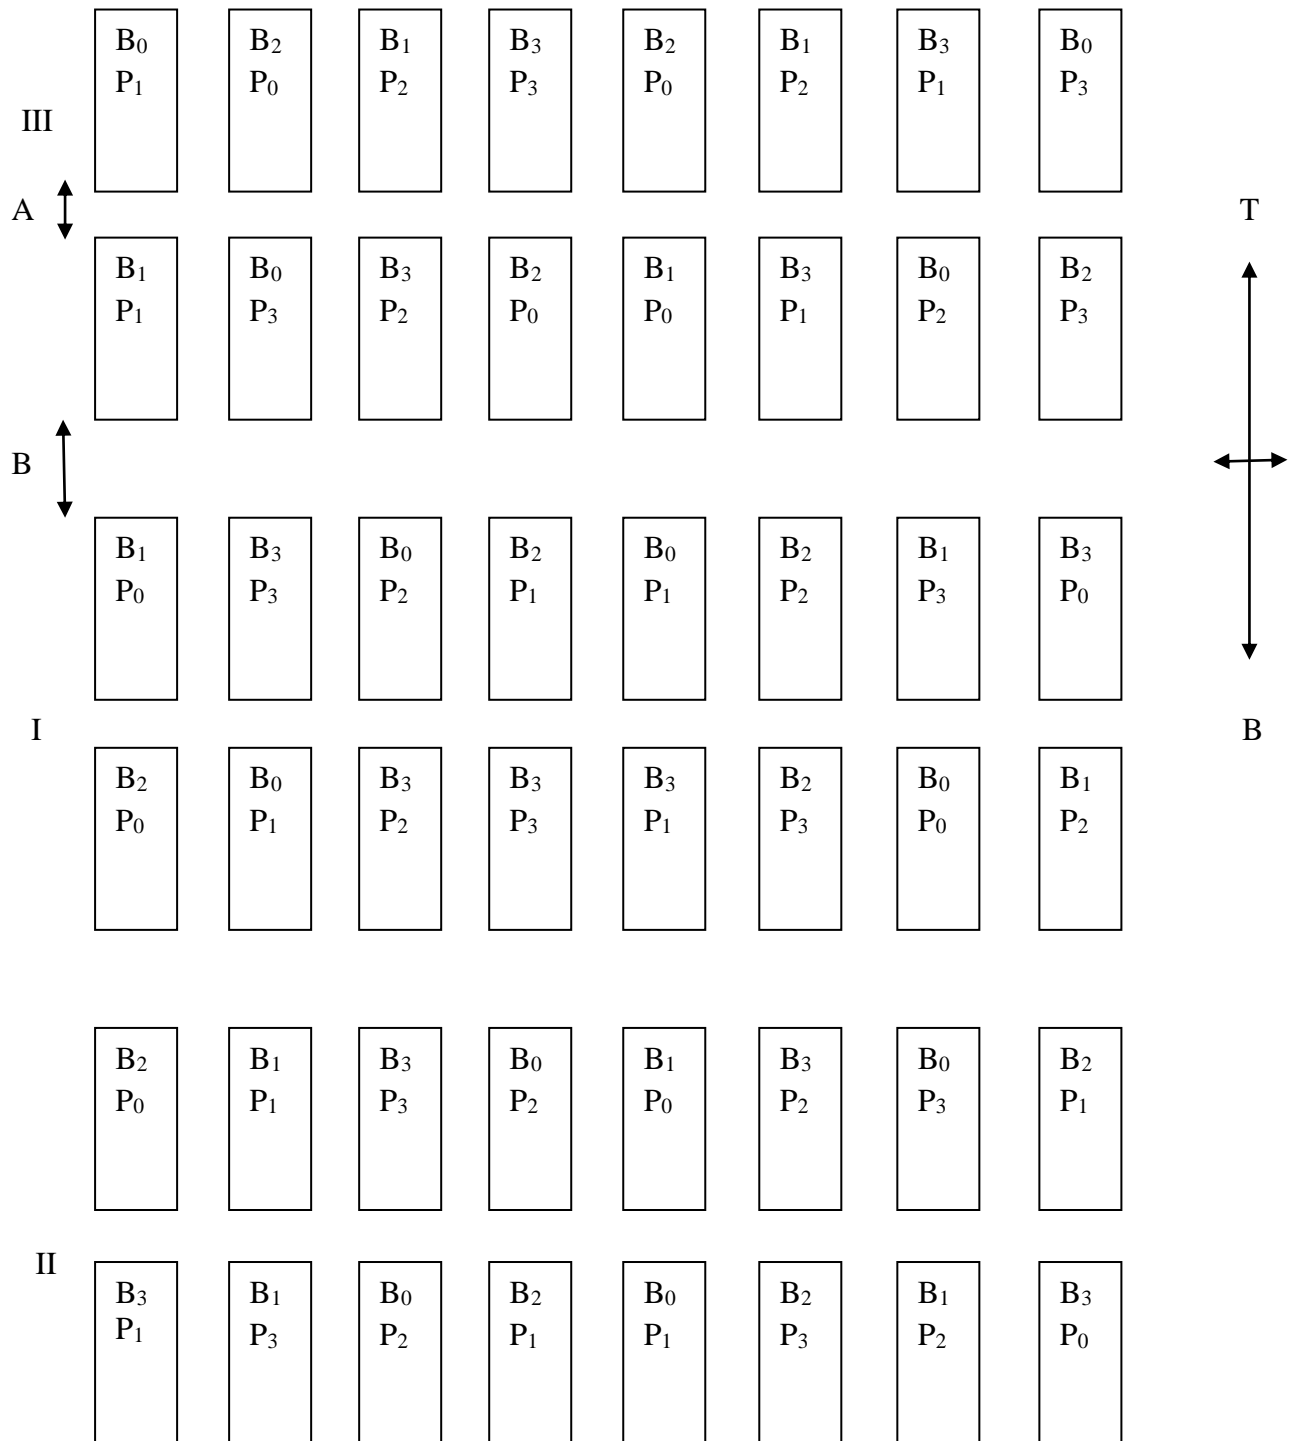 B0 B2 B1 B3 B2 B1 B3 B0
P1 P0 P2 P3 P0 P2 P1 P3
III
A T
B1 B0 B3 B2 B1 B3 B0 B2
P1 P3 P2 P0 P0 P1 P2 P3
B
B1 B3 B0 B2 B0 B2 B1 B3
P0 P3 P2 P1 P1 P2 P3 P0
I B
B2 B0 B3 B3 B3 B2 B0 B1
P0 P1 P2 P3 P1 P3 P0 P2
B2 B1 B3 B0 B1 B3 B0 B2
P0 P1 P3 P2 P0 P2 P3 P1
II
B3 B1 B0 B2 B0 B2 B1 B3
P1 P3 P2 P1 P1 P3 P2 P0